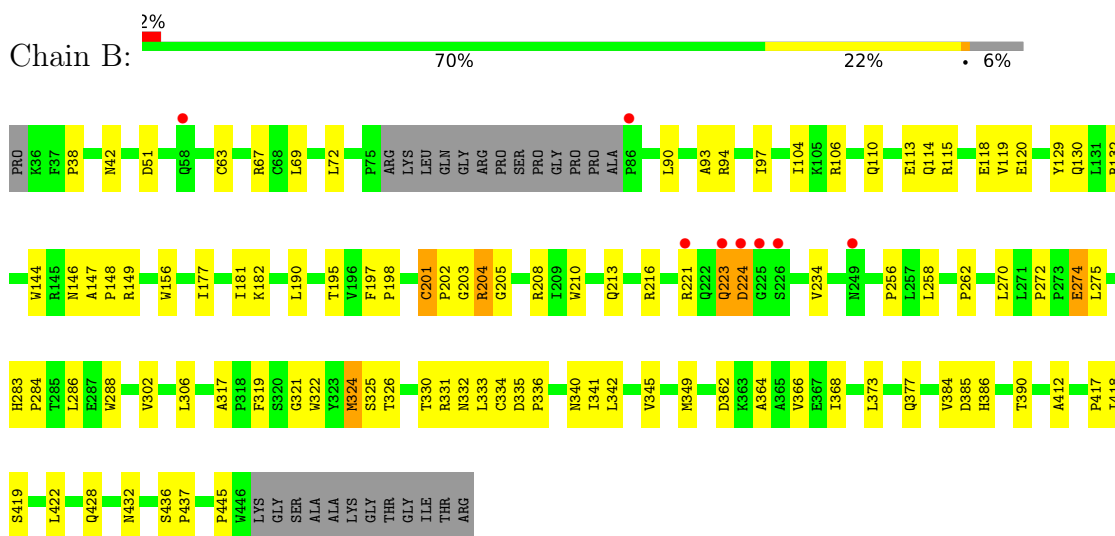 2%
Chain B:
70% 22% • 6%
PRO K36 F37 P38 N42 D51 Q58 C63 R67 C68 L69 L72 P75 ARG LYS LEU GLN GLY ARG PRO SER PRO GLY PRO PRO ALA P86 L90 A93 R94 I97 I104 K105 R106 Q110 E113 Q114 R115 E118 V119 E120 Y129 Q130 L131 R132
W144 R145 N146 A147 P148 R149 W156 I177 I181 K182 L190 T195 V196 F197 P198 C201 P202 G203 R204 G205 R208 I209 W210 Q213 R216 R221 Q222 Q223 D224 G225 S226 V234 N249 P256 L257 L258 P262 L270 L271 P272 P273 E274 L275
H283 P284 T285 L286 E287 W288 V302 L306 A317 P318 F319 S320 G321 W322 Y323 M324 S325 T326 T330 R331 N332 L333 C334 D335 P336 N340 I341 L342 V345 M349 D362 K363 A364 A365 V366 E367 I368 L373 Q377 V384 D385 H386 T390 A412 P417 I418
S419 L422 Q428 N432 S436 P437 P445 W446 LYS GLY SER ALA ALA LYS GLY THR GLY ILE THR ARG